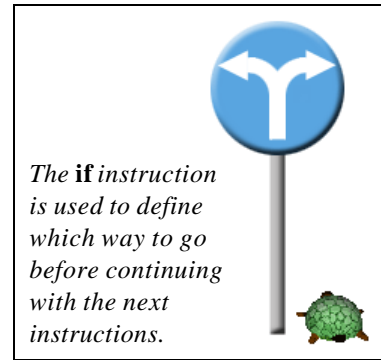 The if instruction
is used to define
which way to go
before continuing
with the next
instructions.